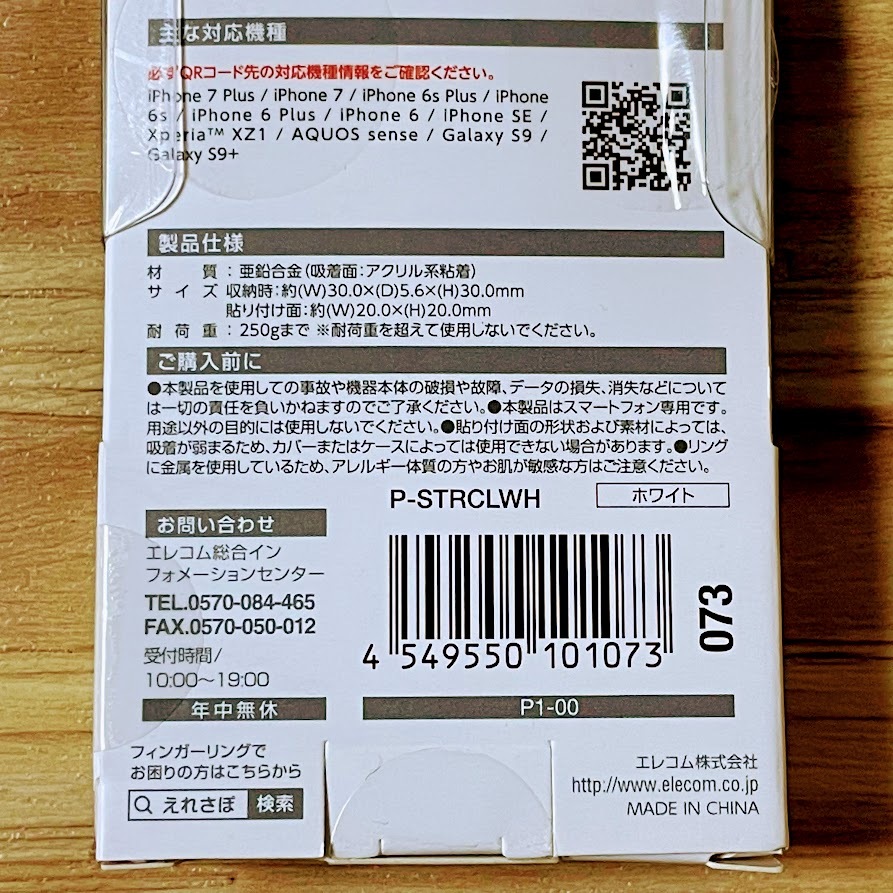 主な対応機種
必ずQRコード先の対応機種情報をご確認ください。
iPhone 7 Plus / iPhone 7 / iPhone 6s Plus / iPhone
6s / iPhone 6 Plus / iPhone 6 / iPhone SE /
Xperia™ XZ1 / AQUOS sense / Galaxy S9 /
Galaxy S9+
製品仕様
材 質：亜鉛合金(吸着面：アクリル系粘着)
サイズ 収納時：約(W)30.0×(D)5.6×(H)30.0mm
貼り付け面：約(W)20.0×(H)20.0mm
耐荷重：250gまで ※耐荷重を超えて使用しないでください。
ご購入前に
●本製品を使用しての事故や機器本体の破損や故障、データの損失、消失などについて
は一切の責任を負いかねますのでご了承ください。●本製品はスマートフォン専用です。
用途以外の目的には使用しないでください。●貼り付け面の形状および素材によっては、
吸着が弱まるため、カバーまたはケースによっては使用できない場合があります。●リング
に金属を使用しているため、アレルギー体質の方やお肌が敏感な方はご注意ください。
P-STRCLWH
ホワイト
お問い合わせ
エレコム総合イン
フォメーションセンター
TEL.0570-084-465
FAX.0570-050-012
受付時間/
10:00～19:00
年中無休
4 549550 101073
073
P1-00
フィンガーリングで
お困りの方はこちらから
えれさぽ 検索
エレコム株式会社
http://www.elecom.co.jp
MADE IN CHINA